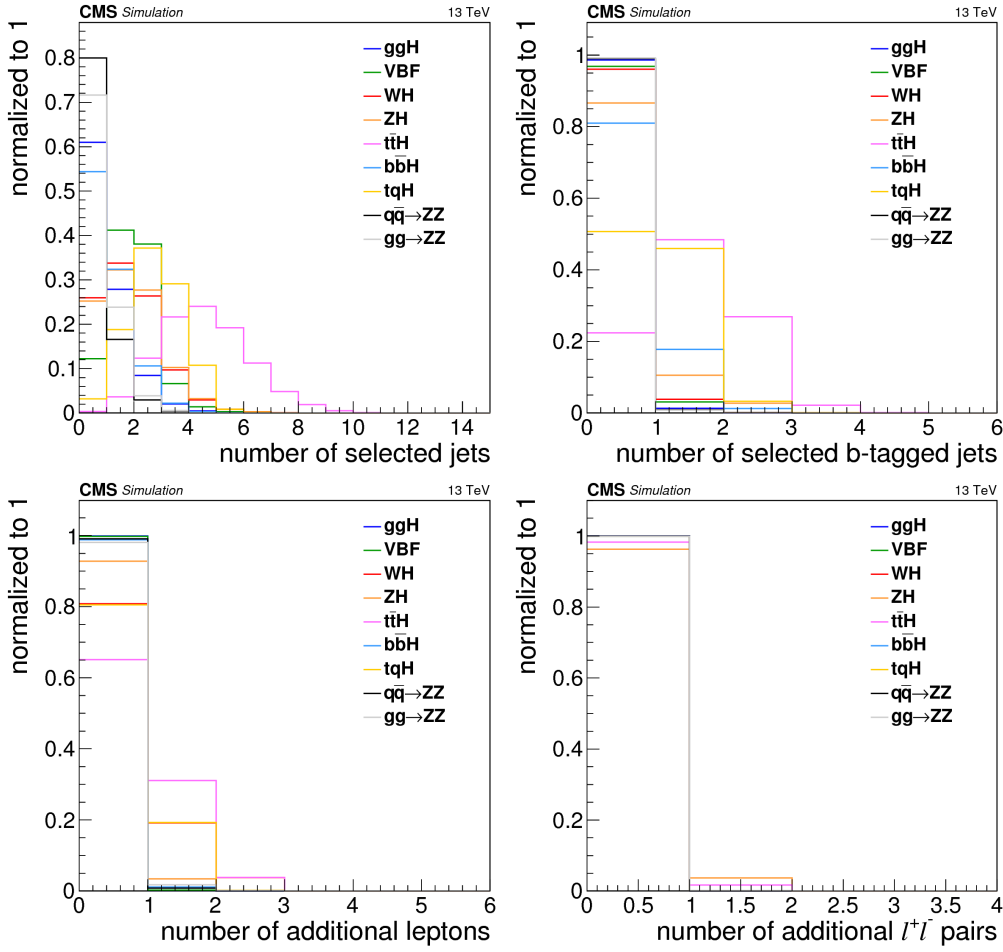 CMS Simulation 13 TeV
normalized to 1
0.8
0.7
0.6
0.5
0.4
0.3
0.2
0.1
0
ggH
VBF
WH
ZH
tt̅H
bb̅H
tqH
qq̅→ZZ
gg→ZZ
0 2 4 6 8 10 12 14
number of selected jets
CMS Simulation 13 TeV
normalized to 1
1
0.8
0.6
0.4
0.2
0
ggH
VBF
WH
ZH
tt̅H
bb̅H
tqH
qq̅→ZZ
gg→ZZ
0 1 2 3 4 5 6
number of selected b-tagged jets
CMS Simulation 13 TeV
normalized to 1
1
0.8
0.6
0.4
0.2
0
ggH
VBF
WH
ZH
tt̅H
bb̅H
tqH
qq̅→ZZ
gg→ZZ
0 1 2 3 4 5 6
number of additional leptons
CMS Simulation 13 TeV
normalized to 1
1
0.8
0.6
0.4
0.2
0
ggH
VBF
WH
ZH
tt̅H
bb̅H
tqH
qq̅→ZZ
gg→ZZ
0 0.5 1 1.5 2 2.5 3 3.5 4
number of additional l⁺l⁻ pairs